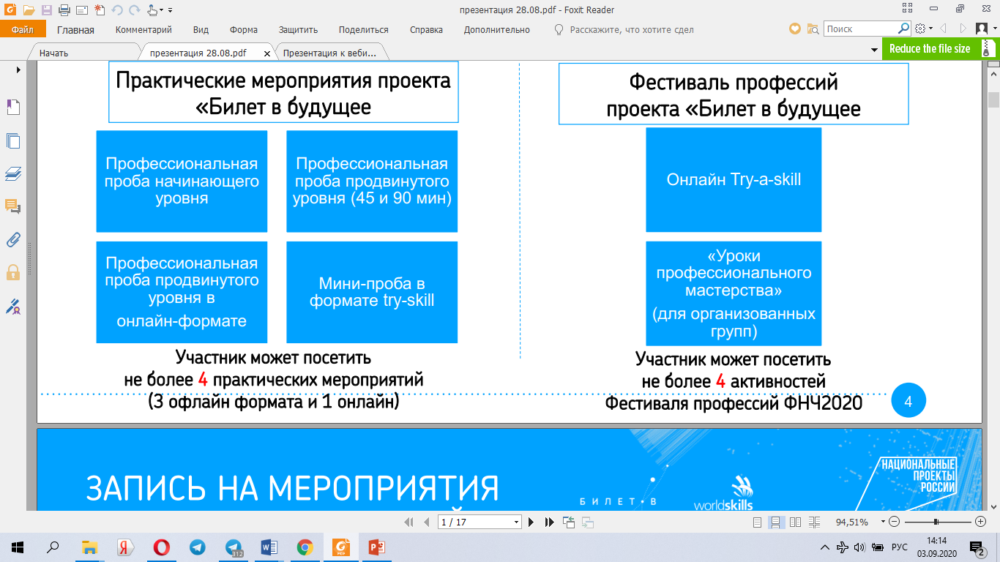 презентация 28.08.pdf - Foxit Reader
Файл Главная Комментарий Вид Форма Защитить Поделиться Справка Дополнительно Расскажите, что хотите сдел Поиск
Начать презентация 28.08.pdf Презентация к веби... Reduce the file size
Практические мероприятия проекта
«Билет в будущее
Профессиональная
проба начинающего
уровня
Профессиональная
проба продвинутого
уровня (45 и 90 мин)
Профессиональная
проба продвинутого
уровня в
онлайн-формате
Мини-проба в
формате try-skill
Участник может посетить
не более 4 практических мероприятий
(3 офлайн формата и 1 онлайн)
Фестиваль профессий
проекта «Билет в будущее
Онлайн Try-a-skill
«Уроки
профессионального
мастерства»
(для организованных
групп)
Участник может посетить
не более 4 активностей
Фестиваля профессий ФНЧ2020
4
ЗАПИСЬ НА МЕРОПРИЯТИЯ
БИЛЕТ В
worldskills
НАЦИОНАЛЬНЫЕ
ПРОЕКТЫ
РОССИИ
1 / 17
94,51%
312
РУС
14:14
03.09.2020
2